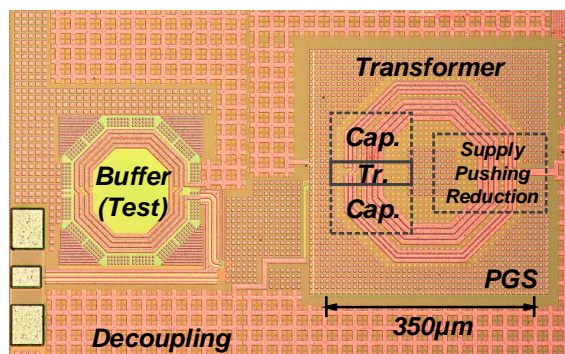 Transformer
Cap.
Tr.
Cap.
Supply
Pushing
Reduction
Buffer
(Test)
PGS
350µm
Decoupling